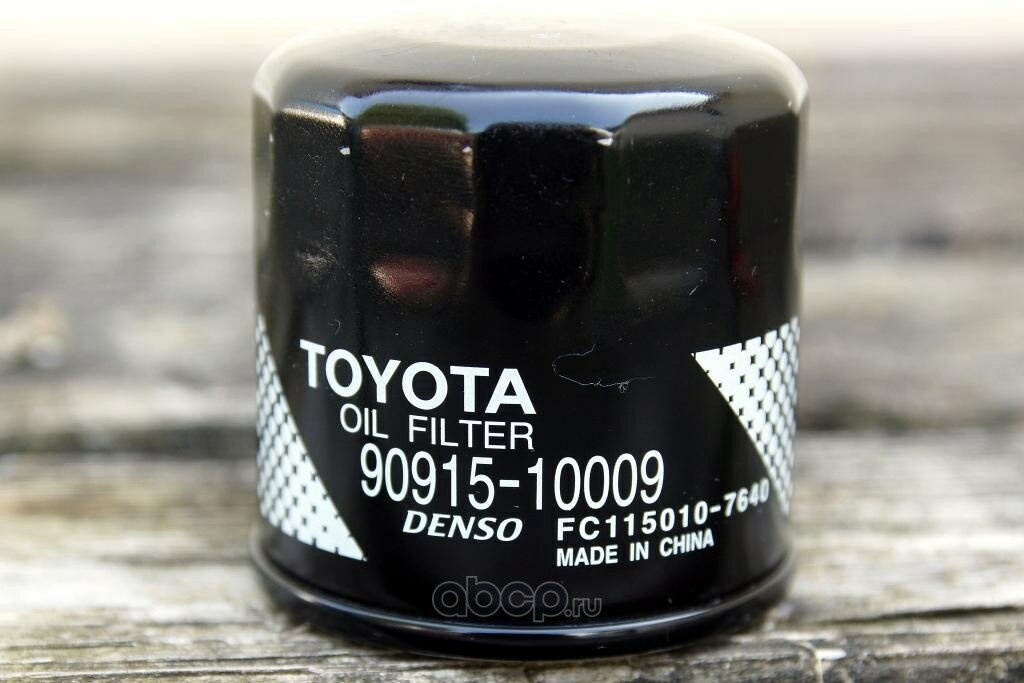 TOYOTA
OIL FILTER
90915-10009
DENSO FC115010-7640
MADE IN CHINA
abcp.ru